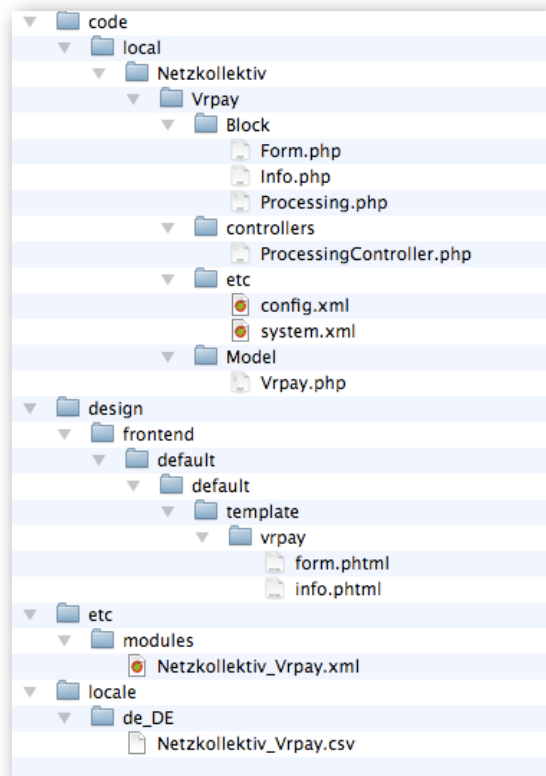 code
local
Netzkollektiv
Vrpay
Block
Form.php
Info.php
Processing.php
controllers
ProcessingController.php
etc
config.xml
system.xml
Model
Vrpay.php
design
frontend
default
default
template
vrpay
form.phtml
info.phtml
etc
modules
Netzkollektiv_Vrpay.xml
locale
de_DE
Netzkollektiv_Vrpay.csv